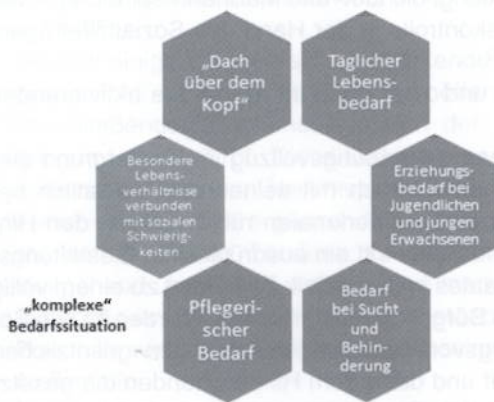 „Dach
über dem
Kopf“
Täglicher
Lebens-
bedarf
Besondere
Lebens-
verhältnisse
verbunden
mit sozialen
Schwierig-
keiten
Erziehungs-
bedarf bei
Jugendlichen
und jungen
Erwachsenen
„komplexe“
Bedarfssituation
Pflegeri-
scher
Bedarf
Bedarf
bei Sucht
und
Behin-
derung